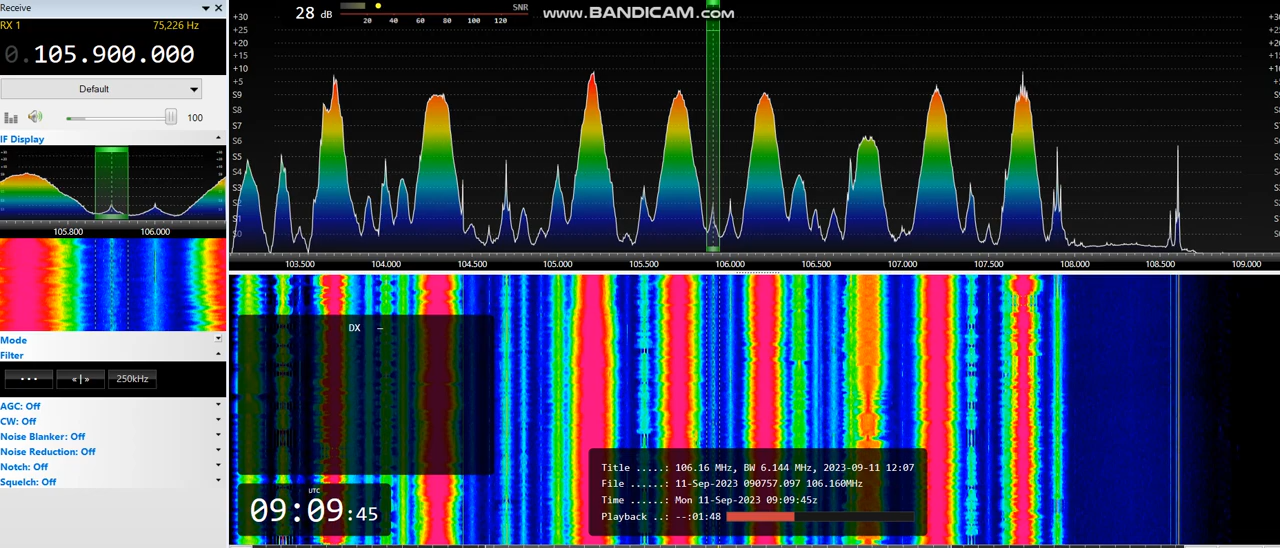 Receive
RX 1 75,226 Hz
0.105.900.000
Default
100
IF Display
105.800 106.000
Mode
Filter
••• «|» 250kHz
AGC: Off
CW: Off
Noise Blanker: Off
Noise Reduction: Off
Notch: Off
Squelch: Off
28 dB
SNR
20 40 60 80 100 120
www.BANDICAM.com
+30
+25
+20
+15
+10
+5
S9
S8
S7
S6
S5
S4
S3
S2
S1
S0
103.500 104.000 104.500 105.000 105.500 106.000 106.500 107.000 107.500 108.000 108.500 109.000
DX –
UTC
09:09:45
Title .....: 106.16 MHz, BW 6.144 MHz, 2023-09-11 12:07
File ......: 11-Sep-2023 090757.097 106.160MHz
Time ......: Mon 11-Sep-2023 09:09:45z
Playback ..: --:01:48